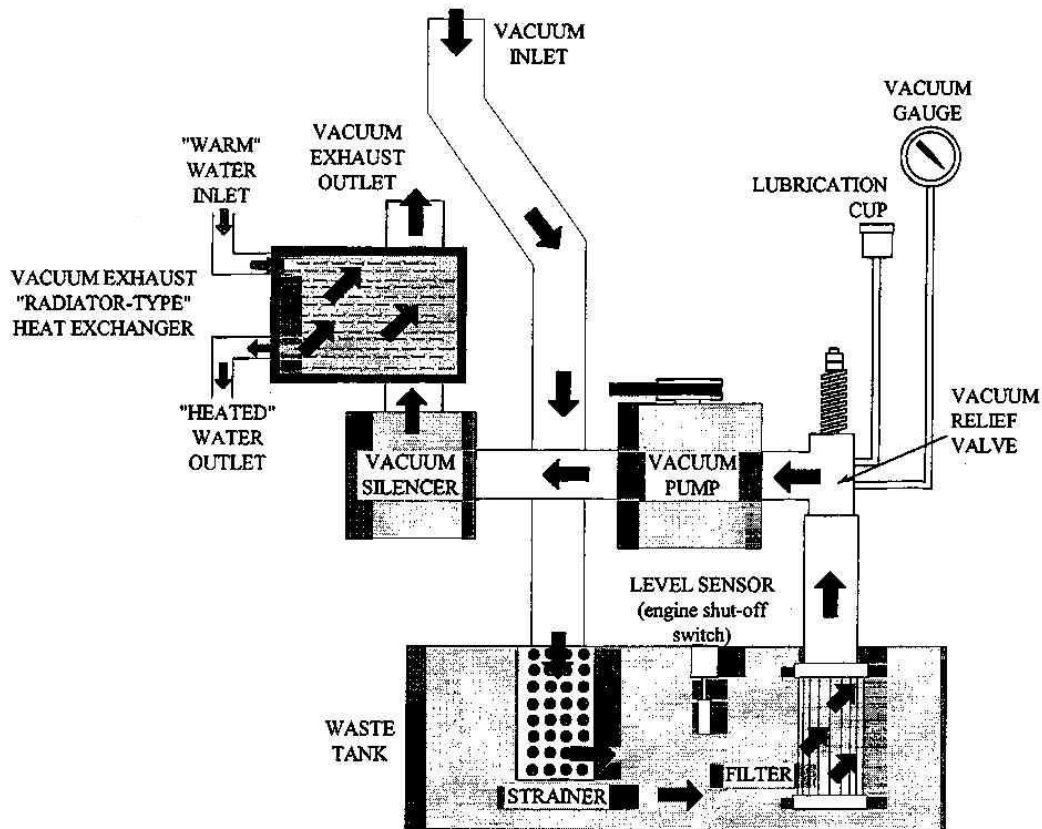 VACUUM
INLET
VACUUM
GAUGE
"WARM"
WATER
INLET
VACUUM
EXHAUST
OUTLET
LUBRICATION
CUP
VACUUM EXHAUST
"RADIATOR-TYPE"
HEAT EXCHANGER
"HEATED"
WATER
OUTLET
VACUUM
SILENCER
VACUUM
PUMP
VACUUM
RELIEF
VALVE
LEVEL SENSOR
(engine shut-off
switch)
WASTE
TANK
STRAINER
FILTER